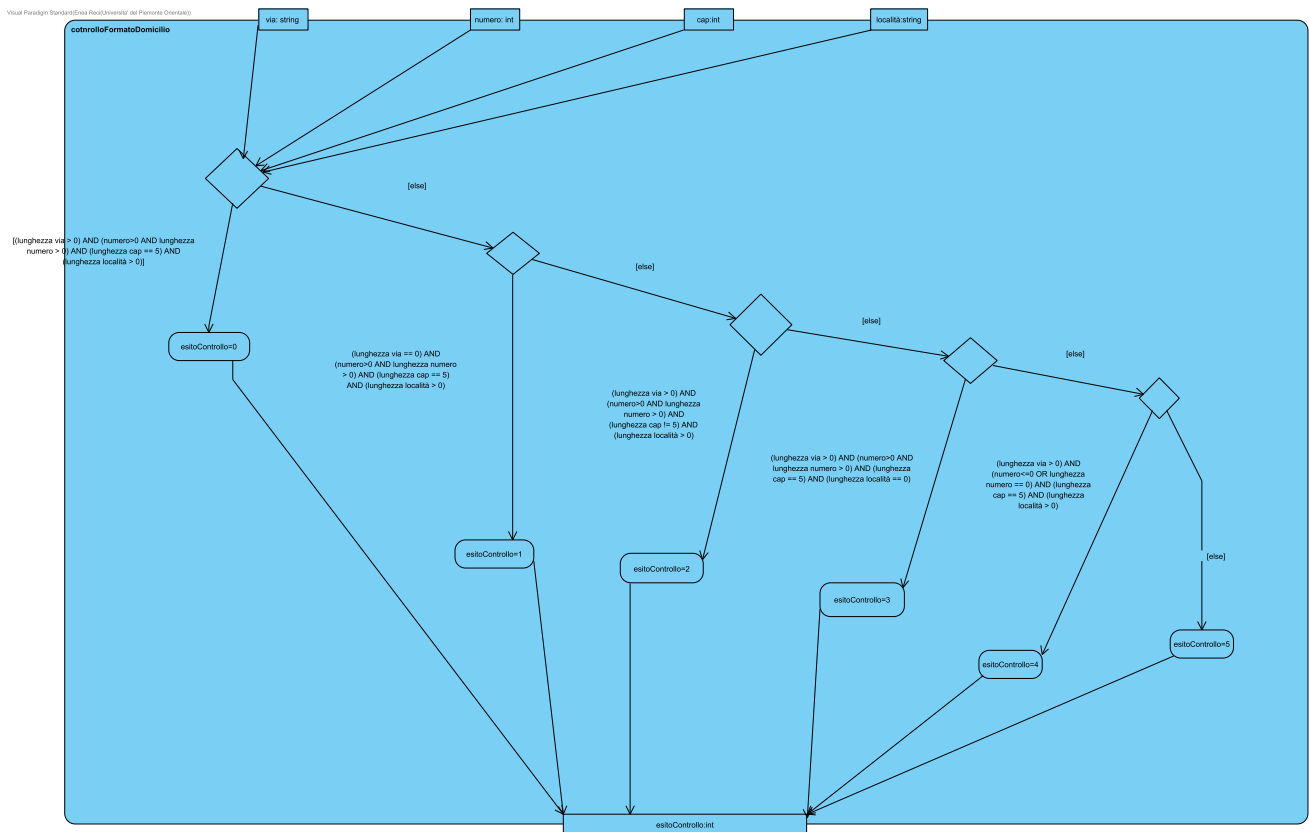 Visual Paradigm Standard(Enea Reci(Universita' del Piemonte Orientale))
via: string
numero: int
cap:int
località:string
cotnrolloFormatoDomicilio
[else]
[(lunghezza via > 0) AND (numero>0 AND lunghezza
numero > 0) AND (lunghezza cap == 5) AND
(lunghezza località > 0)]
[else]
[else]
esitoControllo=0
[else]
(lunghezza via == 0) AND
(numero>0 AND lunghezza numero
> 0) AND (lunghezza cap == 5)
AND (lunghezza località > 0)
(lunghezza via > 0) AND
(numero>0 AND lunghezza
numero > 0) AND
(lunghezza cap != 5) AND
(lunghezza località > 0)
(lunghezza via > 0) AND (numero>0 AND
lunghezza numero > 0) AND (lunghezza
cap == 5) AND (lunghezza località == 0)
(lunghezza via > 0) AND
(numero<=0 OR lunghezza
numero == 0) AND (lunghezza
cap == 5) AND (lunghezza
località > 0)
esitoControllo=1
[else]
esitoControllo=2
esitoControllo=3
esitoControllo=5
esitoControllo=4
esitoControllo:int